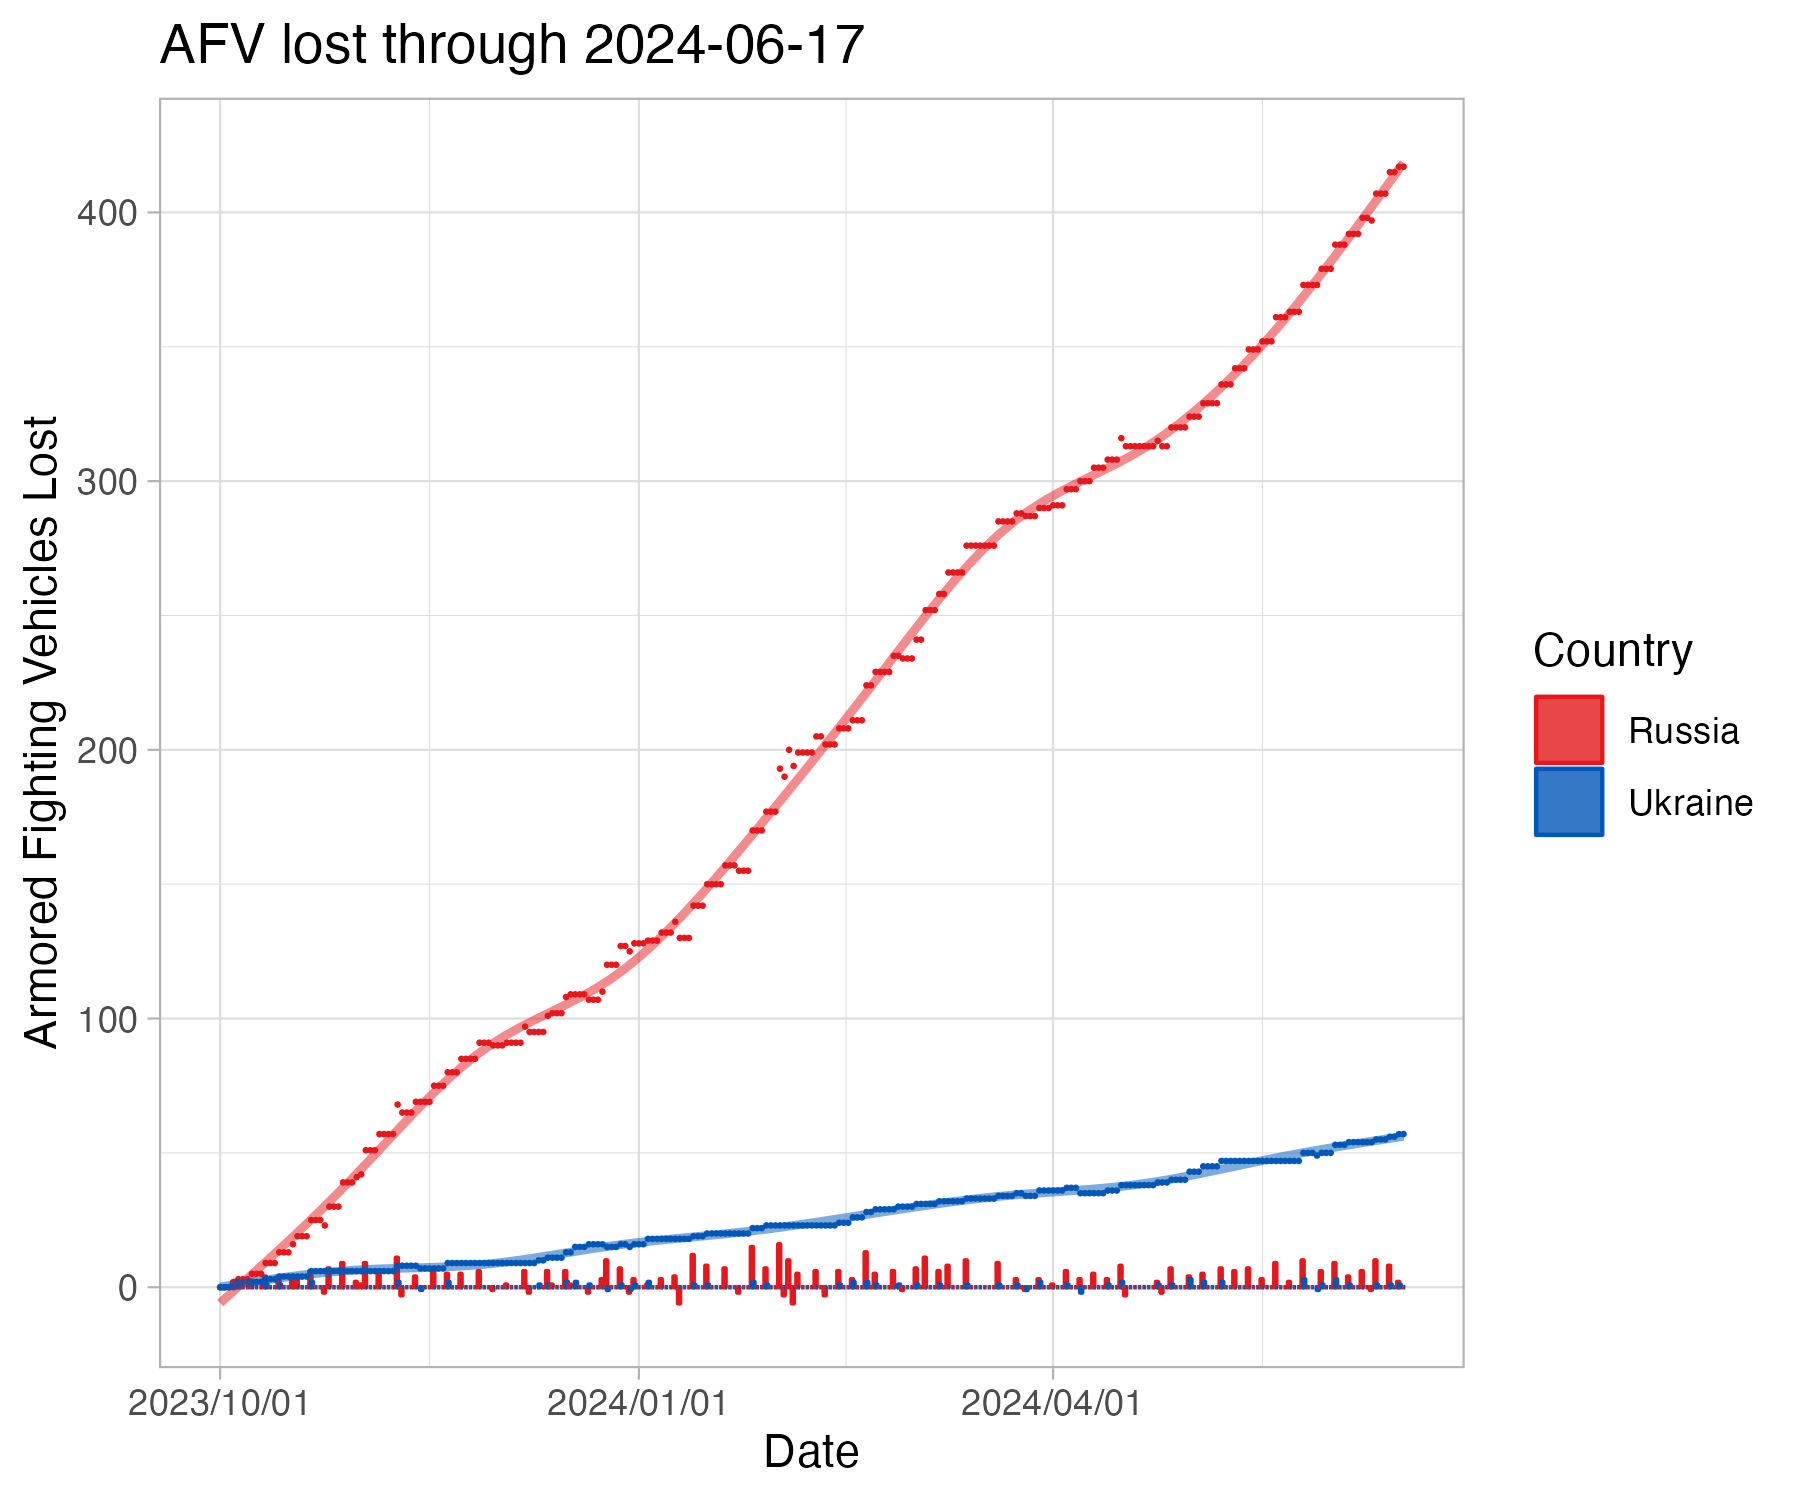 AFV lost through 2024-06-17
Armored Fighting Vehicles Lost
400
300
200
100
0
2023/10/01
2024/01/01
2024/04/01
Date
Country
Russia
Ukraine